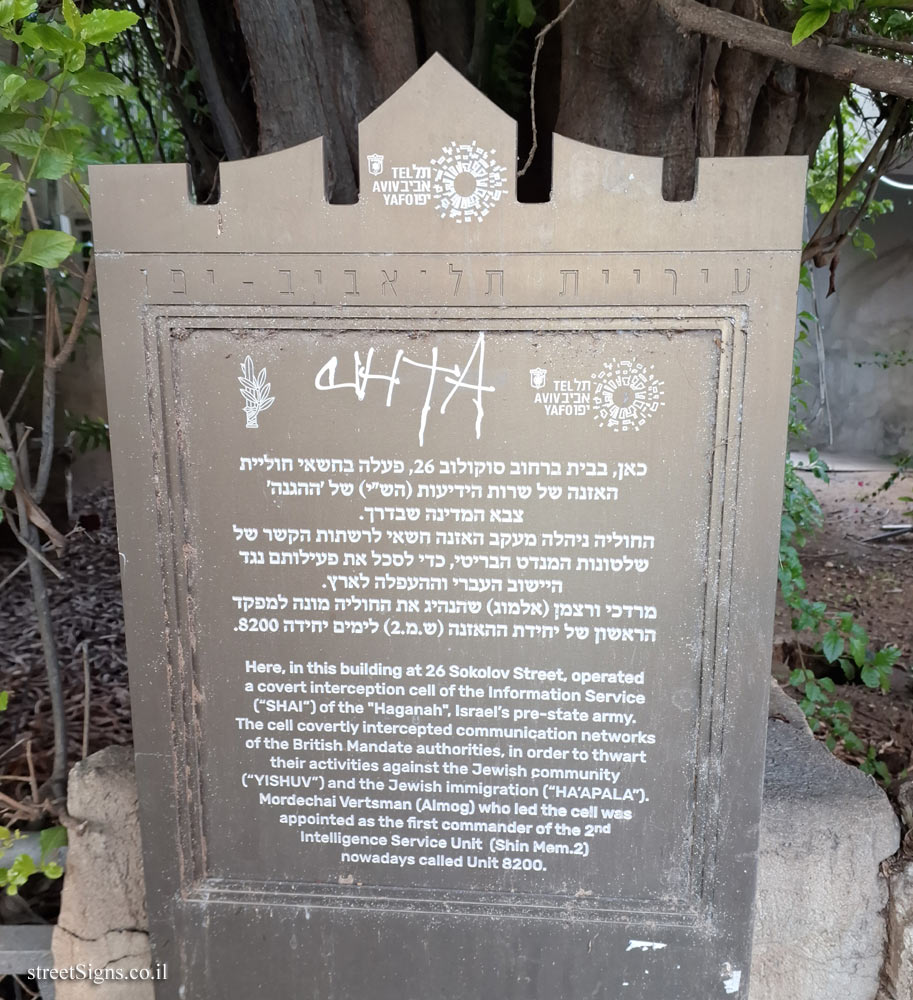 TEL תל
AVIV אביב
YAFO יפו
עיריית תל-אביב-יפו
TEL תל
AVIV אביב
YAFO יפו
כאן, בבית ברחוב סוקולוב 26, פעלה בחשאי חוליית
האזנה של שרות הידיעות (הש״י) של ׳ההגנה׳
צבא המדינה שבדרך.
החוליה ניהלה מעקב האזנה חשאי לרשתות הקשר של
שלטונות המנדט הבריטי, כדי לסכל את פעילותם נגד
היישוב העברי וההעפלה לארץ.
מרדכי ורצמן (אלמוג) שהנהיג את החוליה מונה למפקד
הראשון של יחידת ההאזנה (ש.מ.2) לימים יחידה 8200.
Here, in this building at 26 Sokolov Street, operated
a covert interception cell of the Information Service
(“SHAI”) of the "Haganah", Israel’s pre-state army.
The cell covertly intercepted communication networks
of the British Mandate authorities, in order to thwart
their activities against the Jewish community
(“YISHUV”) and the Jewish immigration (“HA’APALA”).
Mordechai Vertsman (Almog) who led the cell was
appointed as the first commander of the 2nd
Intelligence Service Unit (Shin Mem.2)
nowadays called Unit 8200.
streetSigns.co.il